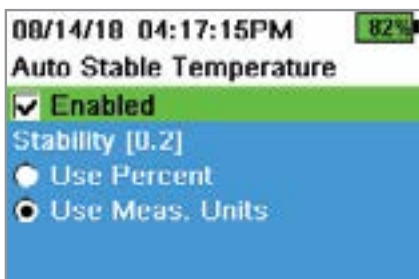 08/14/18 04:17:15PM 82%
Auto Stable Temperature
Enabled
Stability [0.2]
Use Percent
Use Meas. Units